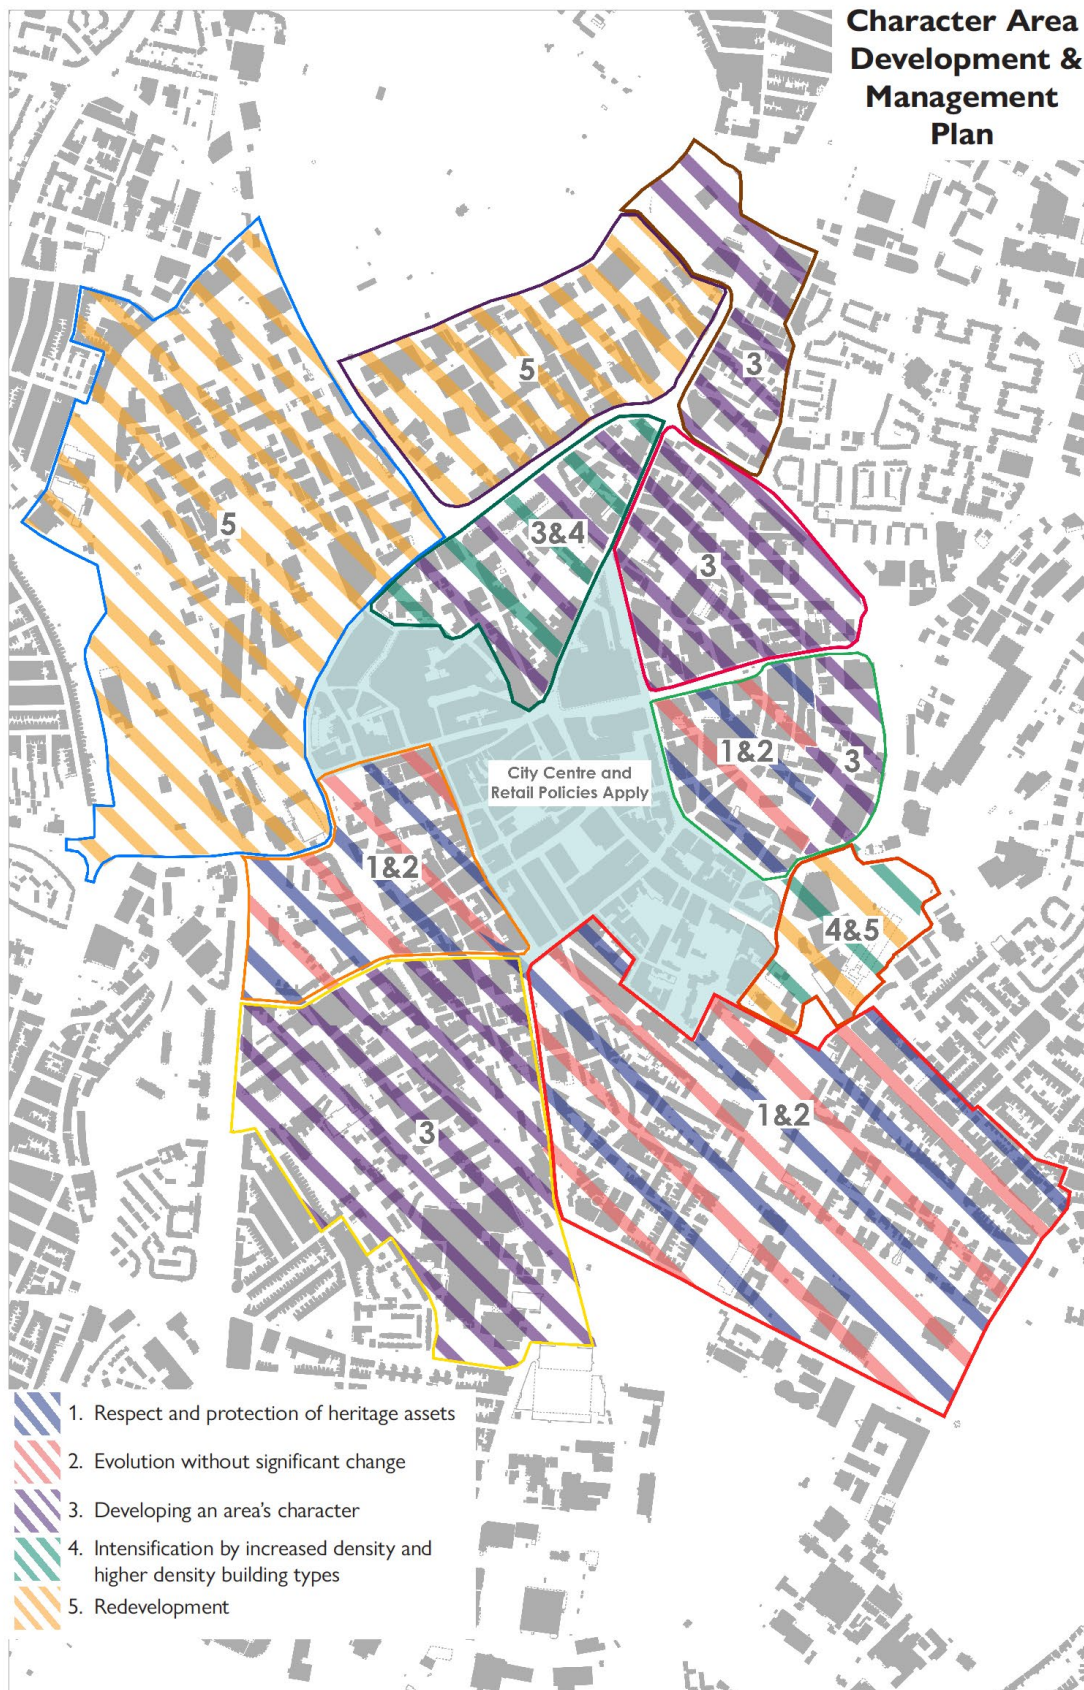 Character Area
Development &
Management
Plan
5
3
5
3&4
3
1&2
3
City Centre and
Retail Policies Apply
1&2
4&5
1&2
3
1. Respect and protection of heritage assets
2. Evolution without significant change
3. Developing an area's character
4. Intensification by increased density and
higher density building types
5. Redevelopment